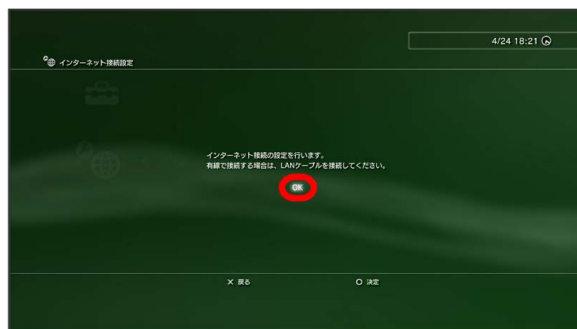 4/24 18:21
インターネット接続設定
インターネット接続の設定を行います。
有線で接続する場合は、LANケーブルを接続してください。
OK
× 戻る ○ 決定